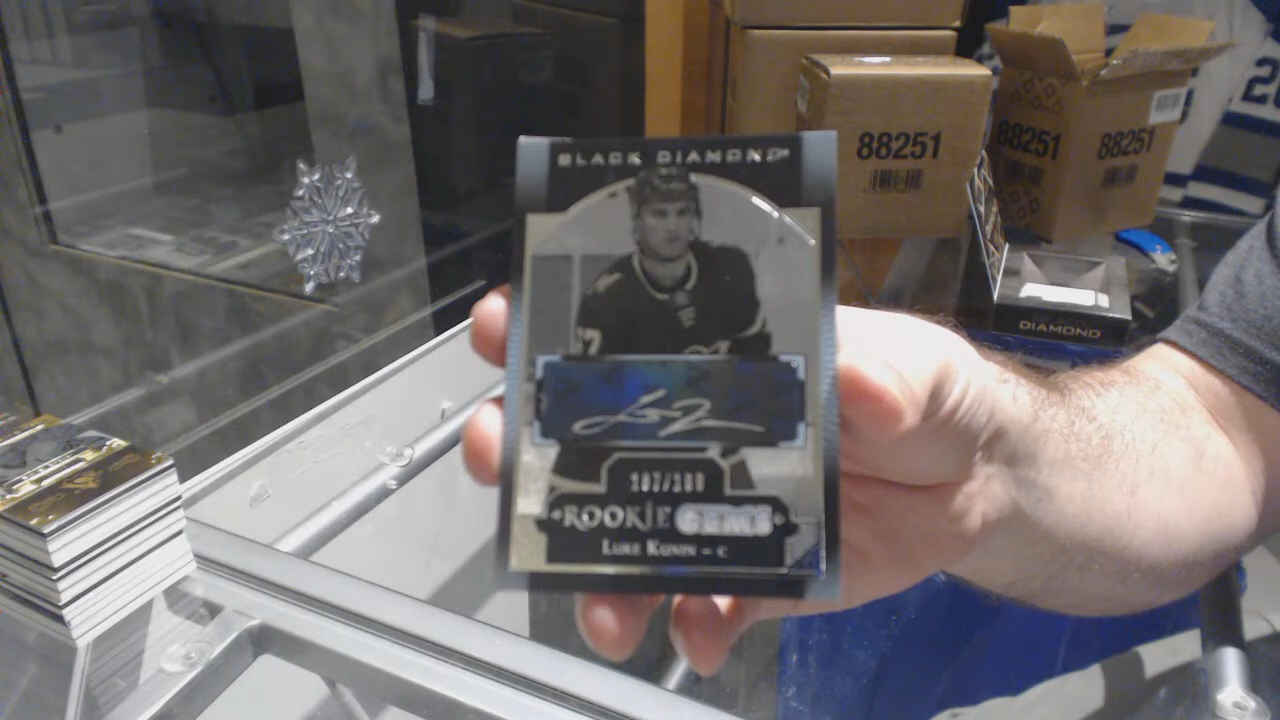 BLACK DIAMOND
ROOKIE GEMS
LUKE KUNIN - C
88251
88251
88251
DIAMOND